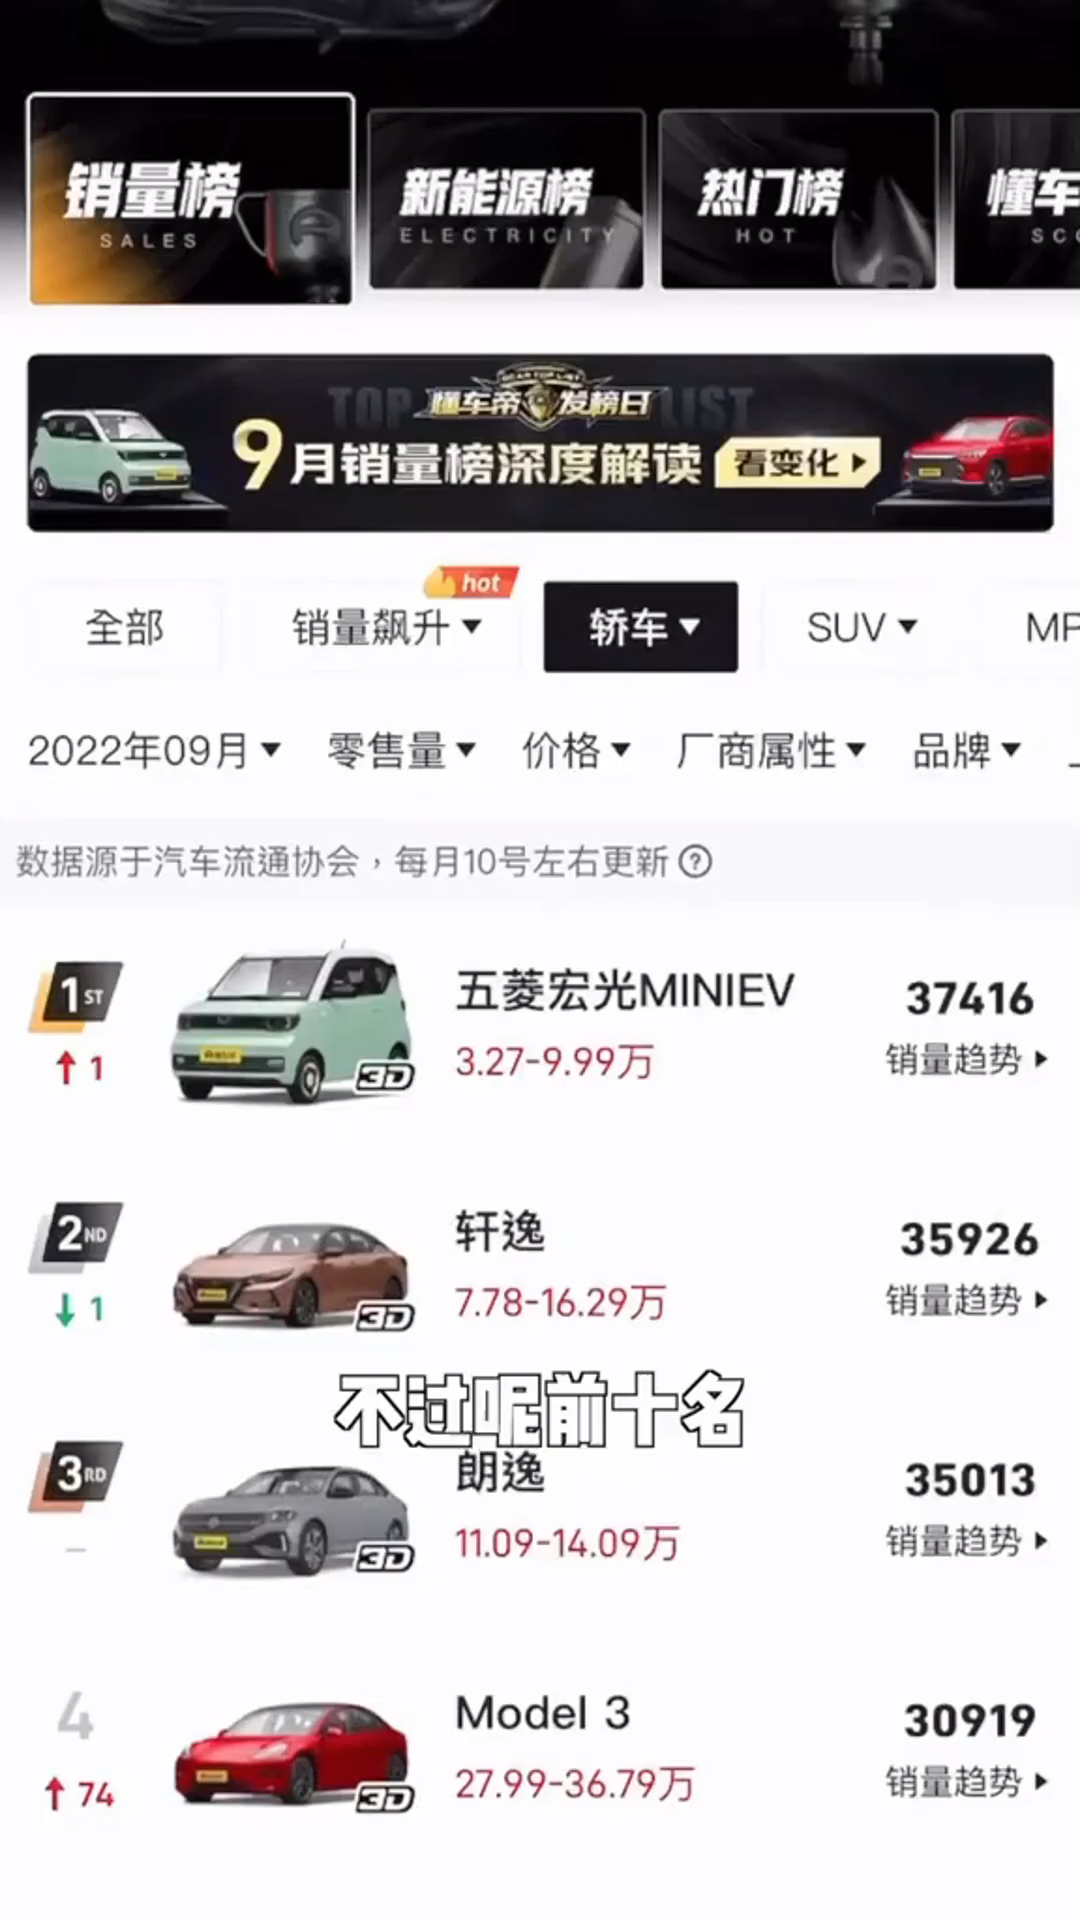 销量榜
SALES
新能源榜
ELECTRICITY
热门榜
HOT
懂车
SCO
TOP LIST
懂车帝 发榜日
9月销量榜深度解读
看变化
全部
销量飙升
hot
轿车
SUV
MP
2022年09月
零售量
价格
厂商属性
品牌
数据源于汽车流通协会，每月10号左右更新
1ST
1
五菱宏光MINIEV
3.27-9.99万
37416
销量趋势
3D
2ND
1
轩逸
7.78-16.29万
35926
销量趋势
3D
不过呢前十名
3RD
朗逸
11.09-14.09万
35013
销量趋势
3D
4
74
Model 3
27.99-36.79万
30919
销量趋势
3D